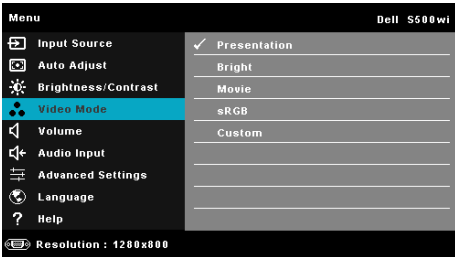 Menu Dell S500wi
Input Source
Auto Adjust
Brightness/Contrast
Video Mode
Volume
Audio Input
Advanced Settings
Language
? Help
Presentation
Bright
Movie
sRGB
Custom
Resolution : 1280x800